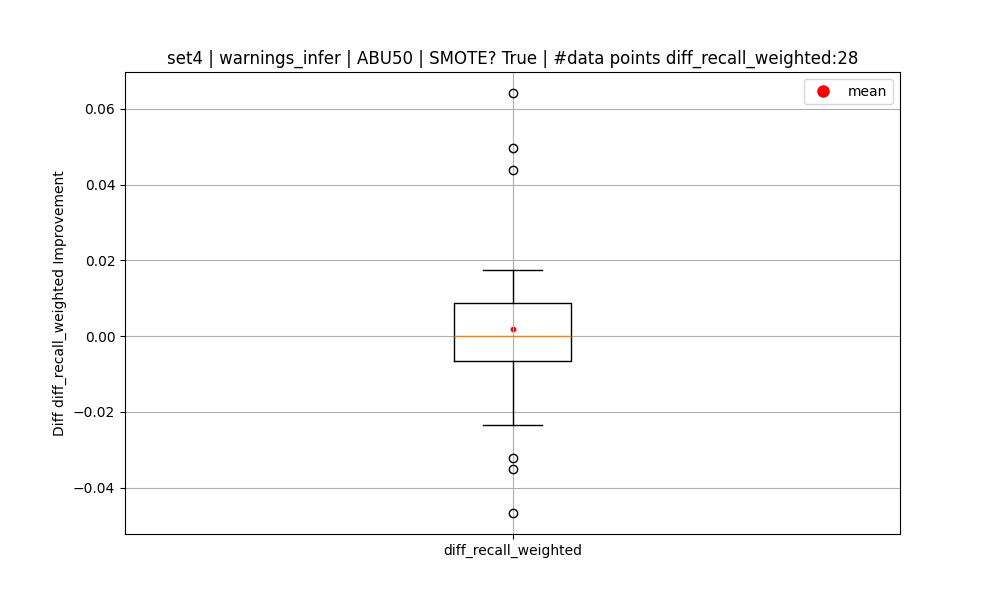 set4 | warnings_infer | ABU50 | SMOTE? True | #data points diff_recall_weighted:28
mean
0.06
0.04
0.02
0.00
−0.02
−0.04
Diff diff_recall_weighted Improvement
diff_recall_weighted